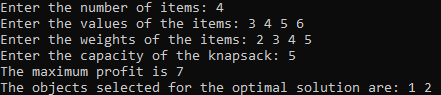 Enter the number of items: 4
Enter the values of the items: 3 4 5 6
Enter the weights of the items: 2 3 4 5
Enter the capacity of the knapsack: 5
The maximum profit is 7
The objects selected for the optimal solution are: 1 2